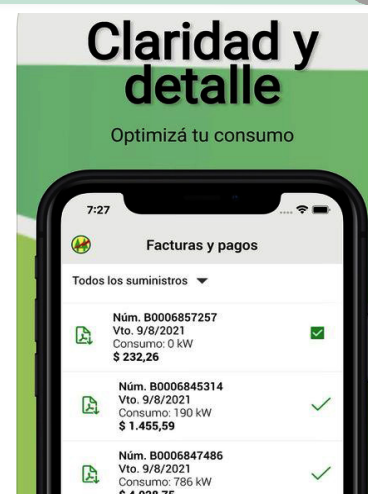 Claridad y
detalle
Optimizá tu consumo
7:27
Facturas y pagos
Todos los suministros
Núm. B0006857257
Vto. 9/8/2021
Consumo: 0 kW
$ 232,26
Núm. B0006845314
Vto. 9/8/2021
Consumo: 190 kW
$ 1.455,59
Núm. B0006847486
Vto. 9/8/2021
Consumo: 786 kW